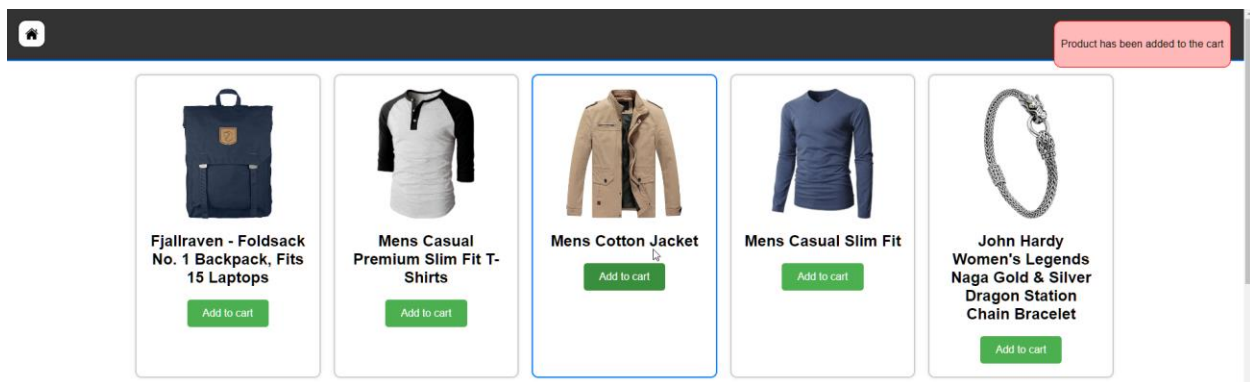 Product has been added to the cart
Fjallraven - Foldsack
No. 1 Backpack, Fits
15 Laptops
Add to cart
Mens Casual
Premium Slim Fit T-
Shirts
Add to cart
Mens Cotton Jacket
Add to cart
Mens Casual Slim Fit
Add to cart
John Hardy
Women's Legends
Naga Gold & Silver
Dragon Station
Chain Bracelet
Add to cart